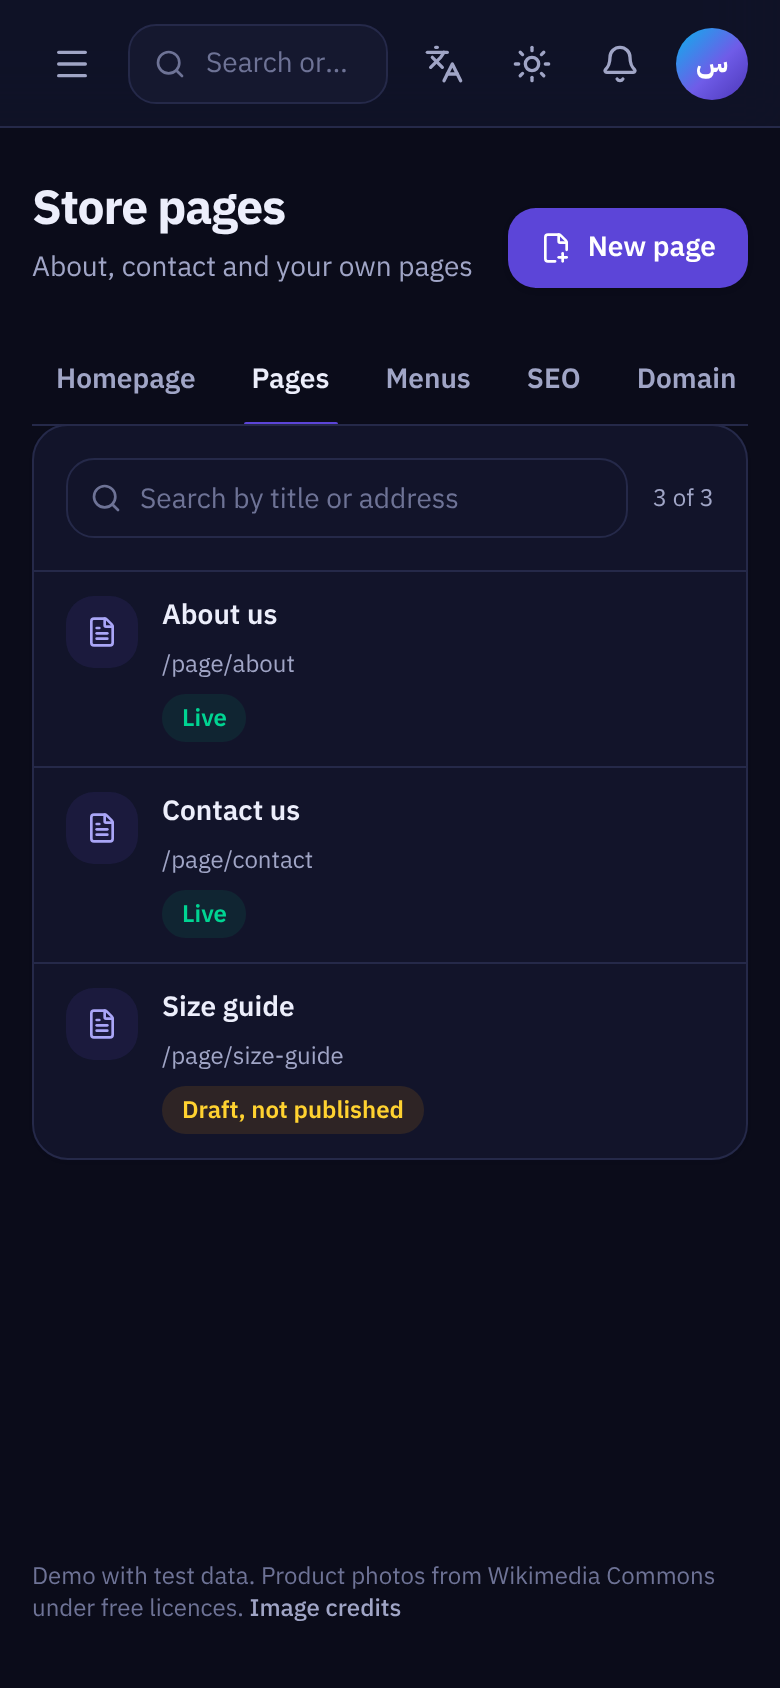 Search or...
س
Store pages
About, contact and your own pages
New page
Homepage
Pages
Menus
SEO
Domain
Search by title or address
3 of 3
About us
/page/about
Live
Contact us
/page/contact
Live
Size guide
/page/size-guide
Draft, not published
Demo with test data. Product photos from Wikimedia Commons
under free licences. Image credits